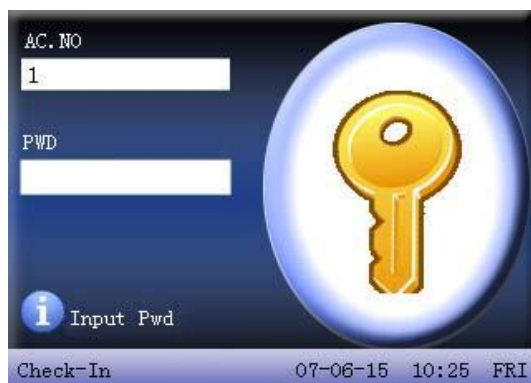 AC.NO
1
PWD
i Input Pwd
Check-In 07-06-15 10:25 FRI